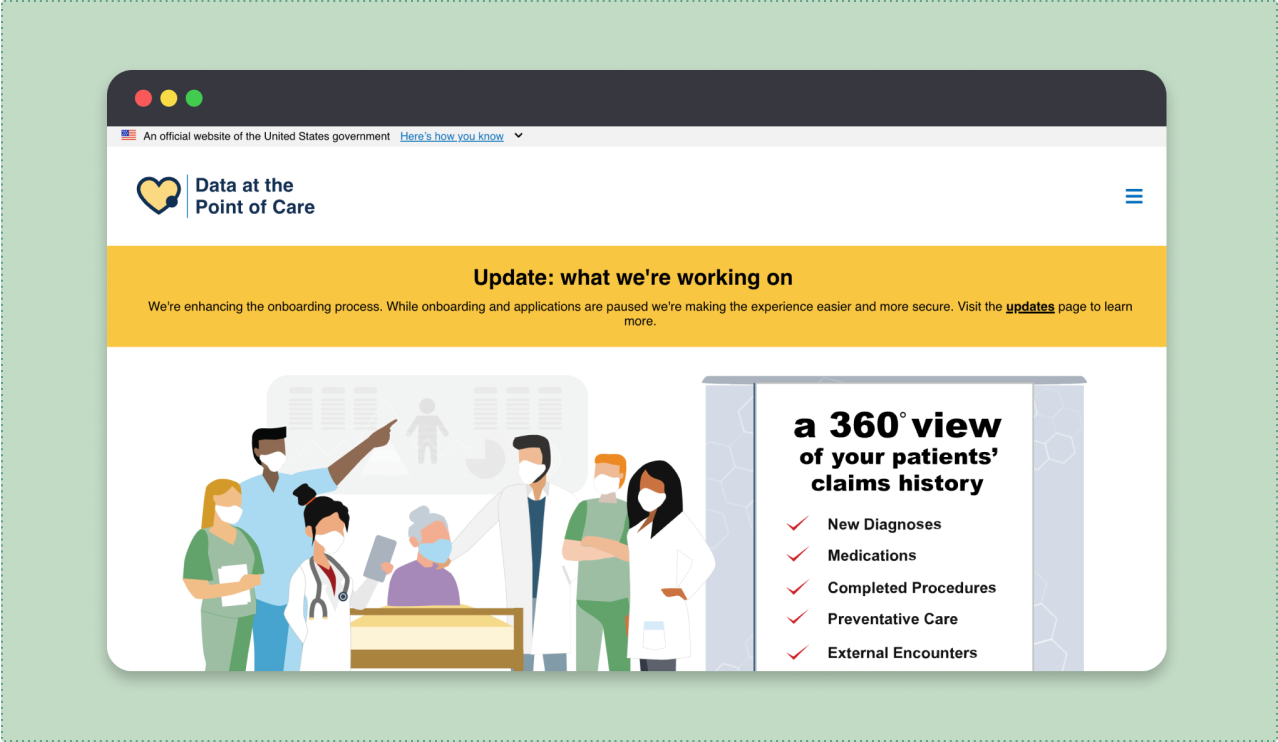 An official website of the United States government Here's how you know
Data at the
Point of Care
Update: what we're working on
We're enhancing the onboarding process. While onboarding and applications are paused we're making the experience easier and more secure. Visit the updates page to learn
more.
a 360° view
of your patients’
claims history
New Diagnoses
Medications
Completed Procedures
Preventative Care
External Encounters